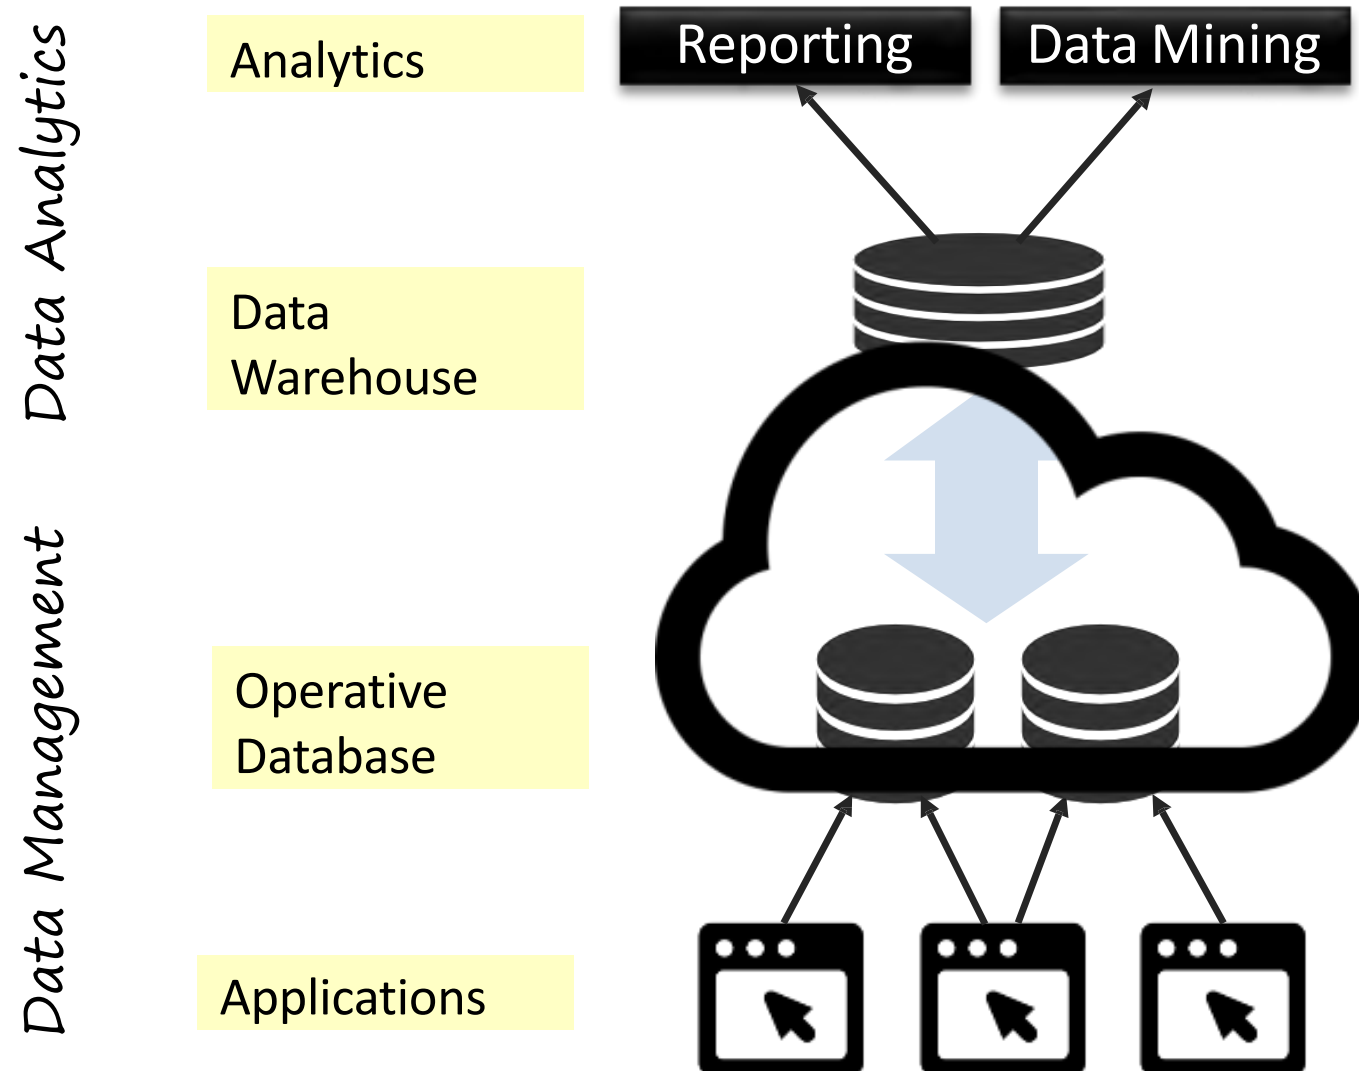 Data Analytics
Analytics
Reporting
Data Mining
Data
Warehouse
Data Management
Operative
Database
Applications